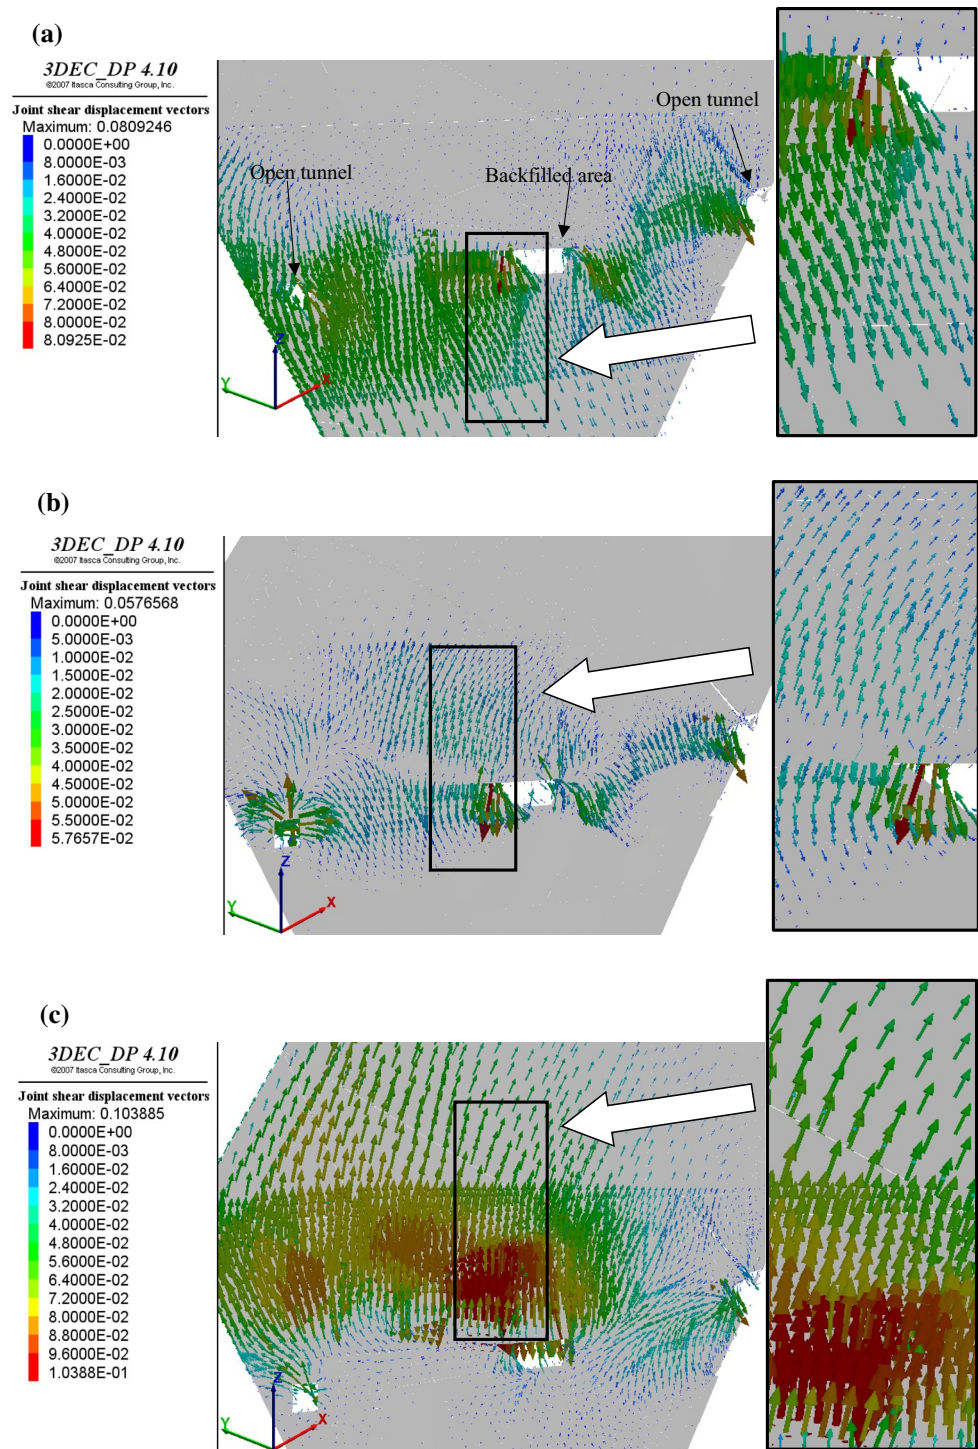 (a)
3DEC_DP 4.10
©2007 Itasca Consulting Group, Inc.
Joint shear displacement vectors
Maximum: 0.0809246
0.0000E+00
8.0000E-03
1.6000E-02
2.4000E-02
3.2000E-02
4.0000E-02
4.8000E-02
5.6000E-02
6.4000E-02
7.2000E-02
8.0000E-02
8.0925E-02
Open tunnel
Backfilled area
Open tunnel
Z
Y
X
(b)
3DEC_DP 4.10
©2007 Itasca Consulting Group, Inc.
Joint shear displacement vectors
Maximum: 0.0576568
0.0000E+00
5.0000E-03
1.0000E-02
1.5000E-02
2.0000E-02
2.5000E-02
3.0000E-02
3.5000E-02
4.0000E-02
4.5000E-02
5.0000E-02
5.5000E-02
5.7657E-02
Z
Y
X
(c)
3DEC_DP 4.10
©2007 Itasca Consulting Group, Inc.
Joint shear displacement vectors
Maximum: 0.103885
0.0000E+00
8.0000E-03
1.6000E-02
2.4000E-02
3.2000E-02
4.0000E-02
4.8000E-02
5.6000E-02
6.4000E-02
7.2000E-02
8.0000E-02
8.8000E-02
9.6000E-02
1.0388E-01
Z
Y
X